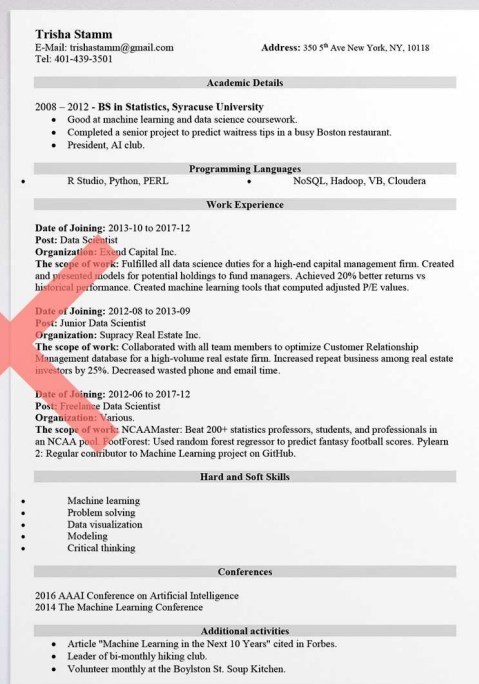 Trisha Stamm
E-Mail: trishastamm@gmail.com Address: 350 5th Ave New York, NY, 10118
Tel: 401-439-3501
Academic Details
2008 – 2012 - BS in Statistics, Syracuse University
• Good at machine learning and data science coursework.
• Completed a senior project to predict waitress tips in a busy Boston restaurant.
• President, AI club.
Programming Languages
• R Studio, Python, PERL • NoSQL, Hadoop, VB, Cloudera
Work Experience
Date of Joining: 2013-10 to 2017-12
Post: Data Scientist
Organization: Exend Capital Inc.
The scope of work: Fulfilled all data science duties for a high-end capital management firm. Created
and presented models for potential holdings to fund managers. Achieved 20% better returns vs
historical performance. Created machine learning tools that computed adjusted P/E values.
Date of Joining: 2012-08 to 2013-09
Post: Junior Data Scientist
Organization: Supracy Real Estate Inc.
The scope of work: Collaborated with all team members to optimize Customer Relationship
Management database for a high-volume real estate firm. Increased repeat business among real estate
investors by 25%. Decreased wasted phone and email time.
Date of Joining: 2012-06 to 2017-12
Post: Freelance Data Scientist
Organization: Various.
The scope of work: NCAAMaster: Beat 200+ statistics professors, students, and professionals in
an NCAA pool. FootForest: Used random forest regressor to predict fantasy football scores. Pylearn
2: Regular contributor to Machine Learning project on GitHub.
Hard and Soft Skills
• Machine learning
• Problem solving
• Data visualization
• Modeling
• Critical thinking
Conferences
2016 AAAI Conference on Artificial Intelligence
2014 The Machine Learning Conference
Additional activities
• Article "Machine Learning in the Next 10 Years" cited in Forbes.
• Leader of bi-monthly hiking club.
• Volunteer monthly at the Boylston St. Soup Kitchen.